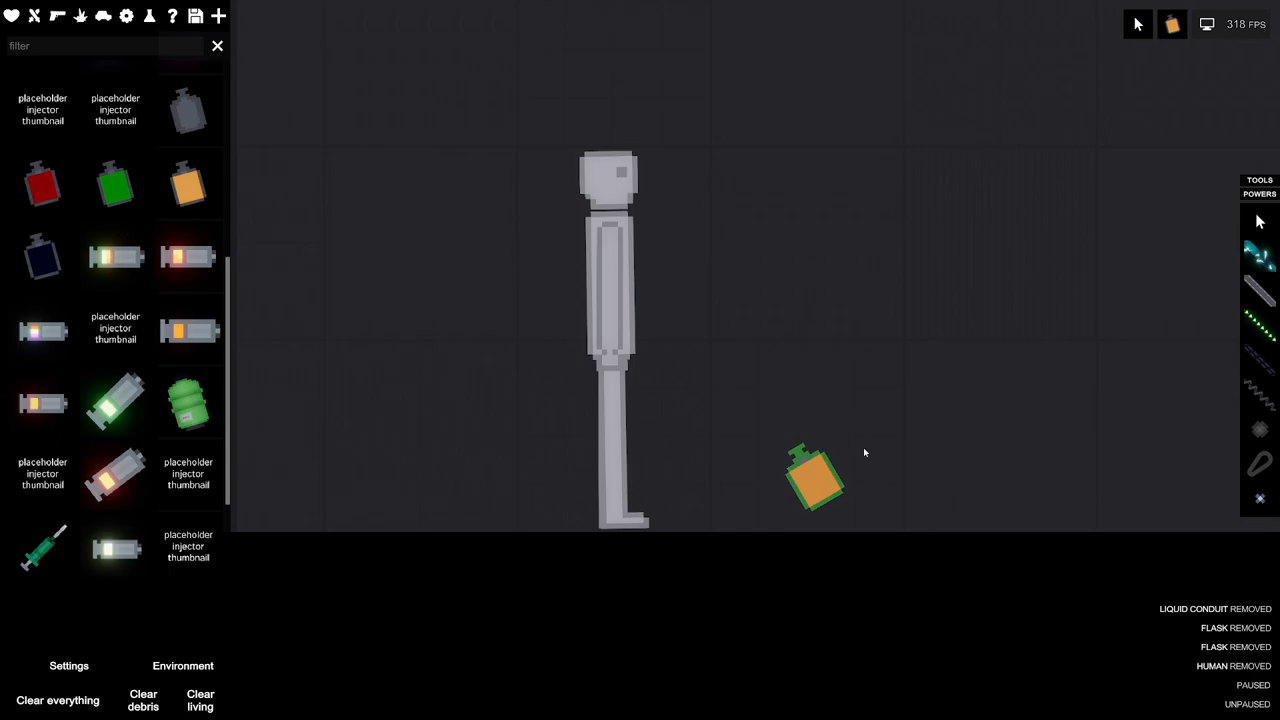 318 FPS
filter
placeholder
injector
thumbnail
placeholder
injector
thumbnail
TOOLS
POWERS
placeholder
injector
thumbnail
placeholder
injector
thumbnail
placeholder
injector
thumbnail
placeholder
injector
thumbnail
LIQUID CONDUIT REMOVED
FLASK REMOVED
FLASK REMOVED
HUMAN REMOVED
PAUSED
UNPAUSED
Settings
Environment
Clear everything
Clear
debris
Clear
living